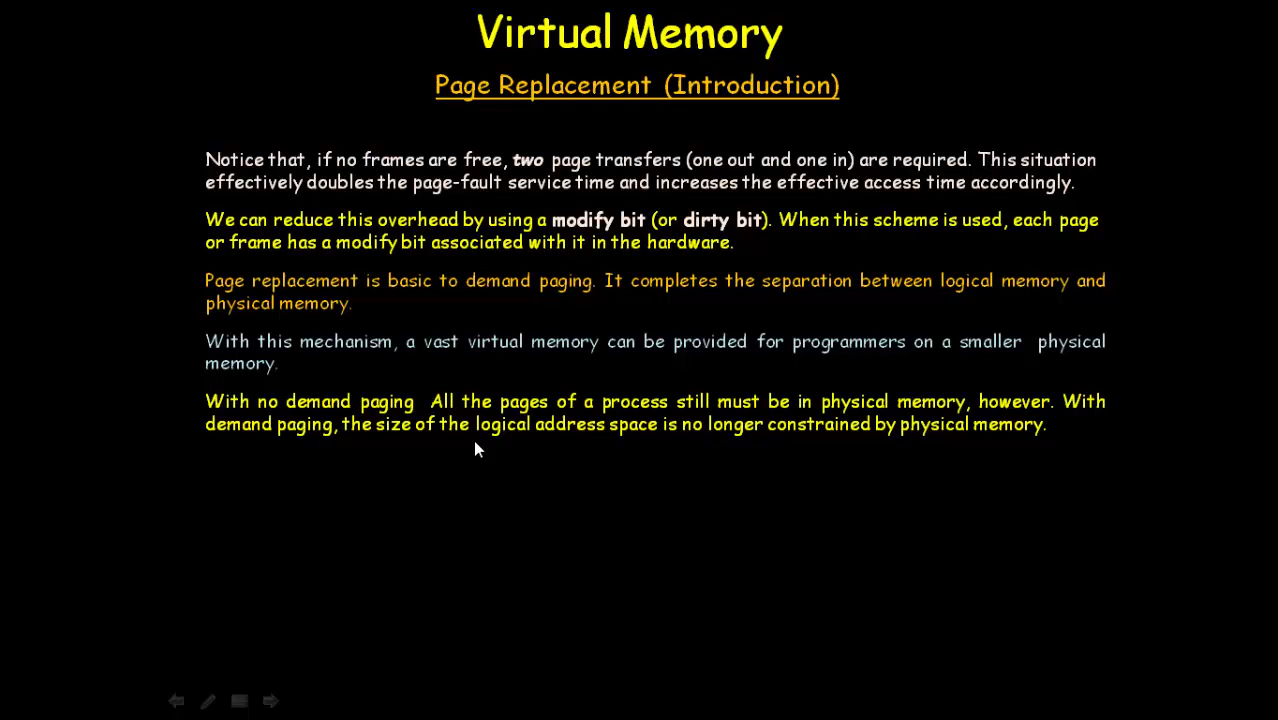 Virtual Memory
Page Replacement (Introduction)
Notice that, if no frames are free, two page transfers (one out and one in) are required. This situation
effectively doubles the page-fault service time and increases the effective access time accordingly.
We can reduce this overhead by using a modify bit (or dirty bit). When this scheme is used, each page
or frame has a modify bit associated with it in the hardware.
Page replacement is basic to demand paging. It completes the separation between logical memory and
physical memory.
With this mechanism, a vast virtual memory can be provided for programmers on a smaller physical
memory.
With no demand paging All the pages of a process still must be in physical memory, however. With
demand paging, the size of the logical address space is no longer constrained by physical memory.